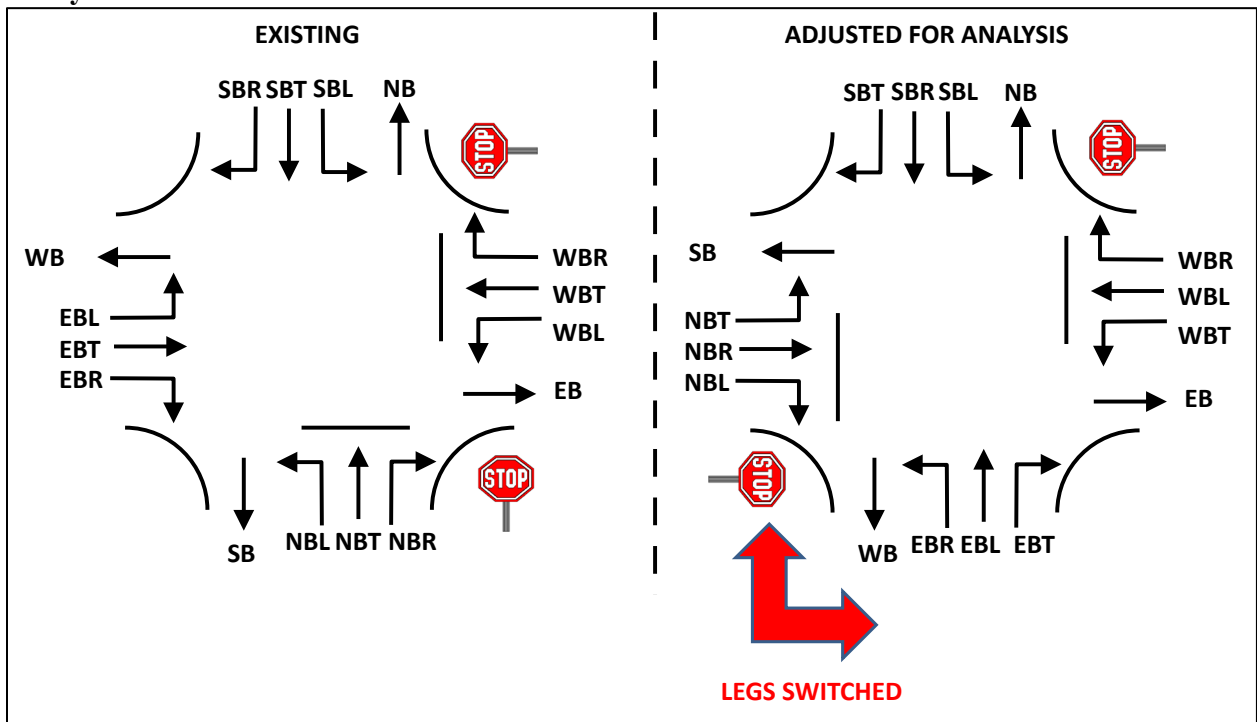 EXISTING
SBR SBT SBL NB
STOP
WB
WBR
WBT
WBL
EBL
EBT
EBR
EB
STOP
SB
NBL NBT NBR
ADJUSTED FOR ANALYSIS
SBT SBR SBL NB
STOP
SB
WBR
WBL
WBT
NBT
NBR
NBL
EB
STOP
WB
EBR EBL EBT
LEGS SWITCHED